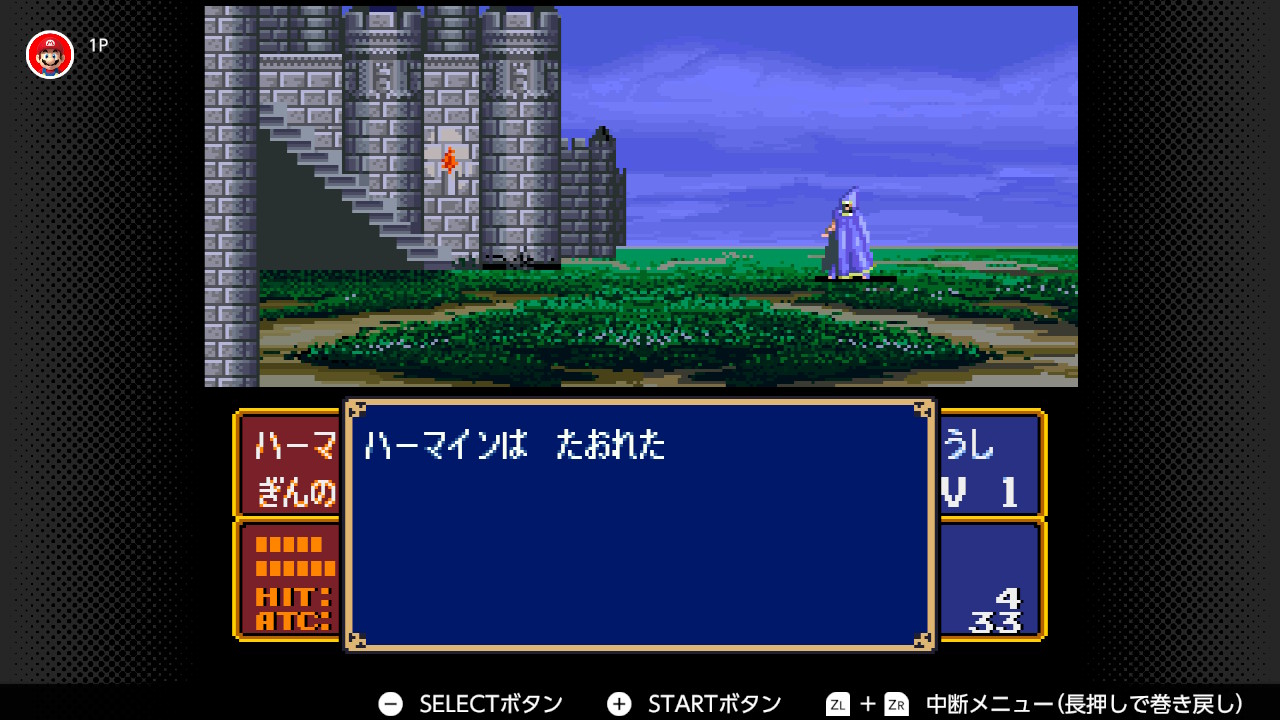 1P
ハーマ
ぎんの
HIT:
ATC:
ハーマインは たおれた
うし
V 1
4
33
SELECTボタン
STARTボタン
ZL + ZR 中断メニュー(長押しで巻き戻し)